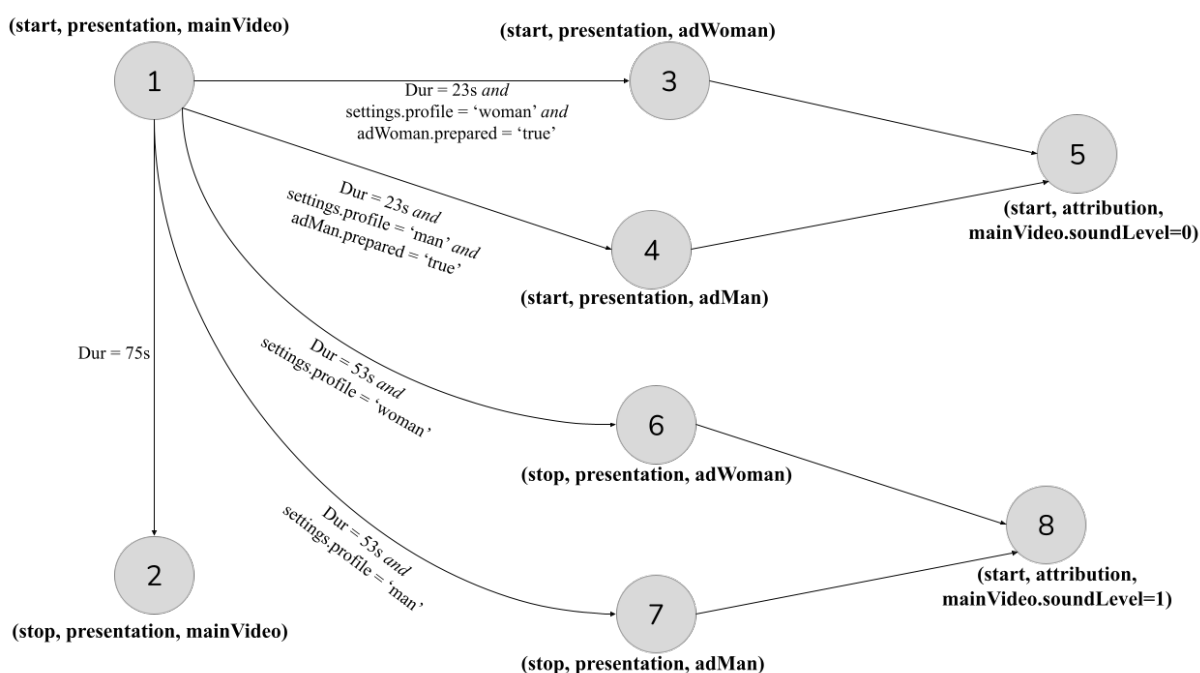 (start, presentation, mainVideo)
1
(start, presentation, adWoman)
3
Dur = 23s and
settings.profile = ‘woman’ and
adWoman.prepared = ‘true’
5
(start, attribution,
mainVideo.soundLevel=0)
Dur = 23s and
settings.profile = ‘man’ and
adMan.prepared = ‘true’
4
(start, presentation, adMan)
Dur = 75s
Dur = 53s and
settings.profile = ‘woman’
6
(stop, presentation, adWoman)
Dur = 53s and
settings.profile = ‘man’
8
(start, attribution,
mainVideo.soundLevel=1)
2
(stop, presentation, mainVideo)
7
(stop, presentation, adMan)